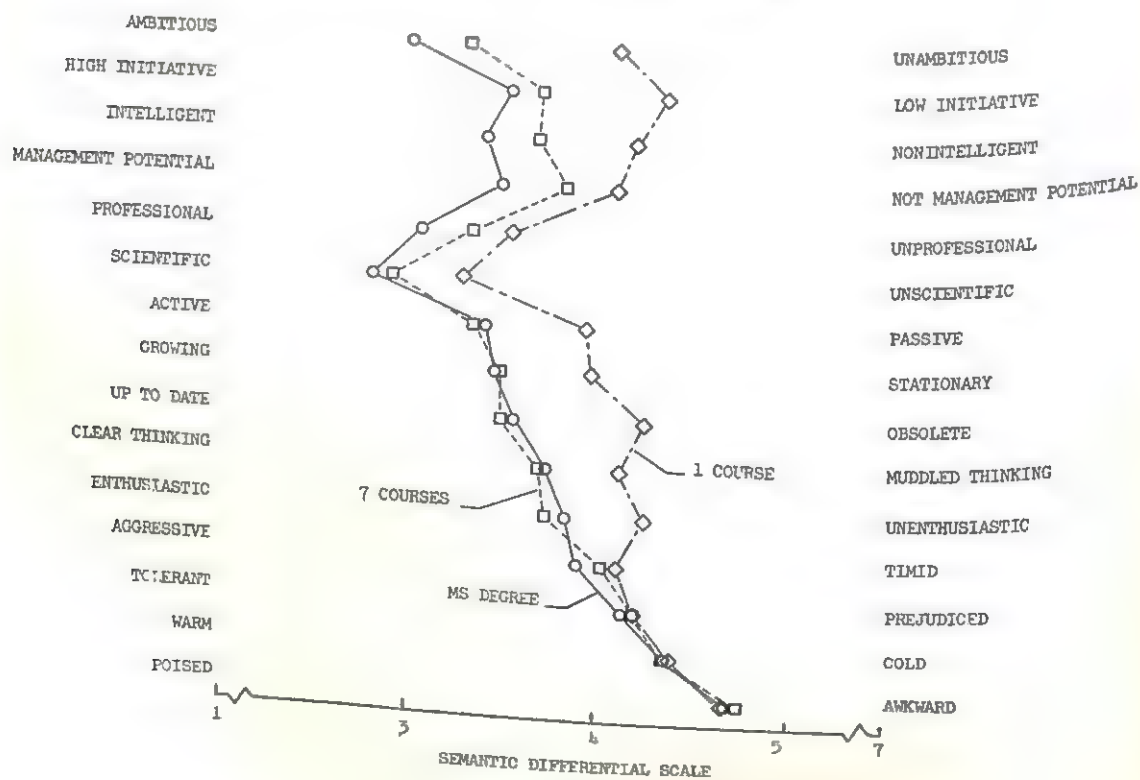 AMBITIOUS UNAMBITIOUS
HIGH INITIATIVE LOW INITIATIVE
INTELLIGENT NONINTELLIGENT
MANAGEMENT POTENTIAL NOT MANAGEMENT POTENTIAL
PROFESSIONAL UNPROFESSIONAL
SCIENTIFIC UNSCIENTIFIC
ACTIVE PASSIVE
GROWING STATIONARY
UP TO DATE OBSOLETE
CLEAR THINKING 1 COURSE MUDDLED THINKING
ENTHUSIASTIC 7 COURSES UNENTHUSIASTIC
AGGRESSIVE TIMID
TOLERANT MS DEGREE PREJUDICED
WARM COLD
POISED AWKWARD
1 3 4 5 7
SEMANTIC DIFFERENTIAL SCALE